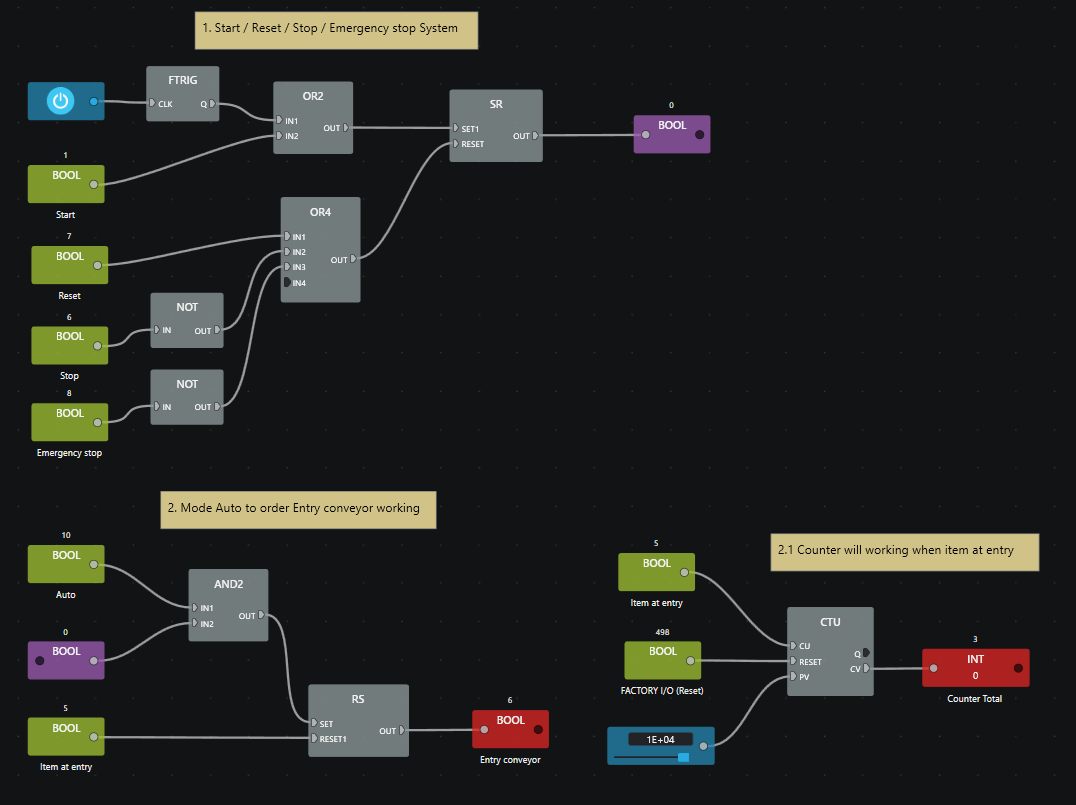 1. Start / Reset / Stop / Emergency stop System
FTRIG
CLK Q
OR2
IN1
IN2
OUT
SR
SET1
RESET
OUT
0
BOOL
1
BOOL
Start
7
BOOL
Reset
OR4
IN1
IN2
IN3
IN4
OUT
6
BOOL
Stop
NOT
IN OUT
8
BOOL
Emergency stop
NOT
IN OUT
2. Mode Auto to order Entry conveyor working
10
BOOL
Auto
0
BOOL
AND2
IN1
IN2
OUT
5
BOOL
Item at entry
RS
SET
RESET1
OUT
6
BOOL
Entry conveyor
2.1 Counter will working when item at entry
5
BOOL
Item at entry
498
BOOL
FACTORY I/O (Reset)
1E+04
CTU
CU
RESET
PV
Q
CV
3
INT
0
Counter Total